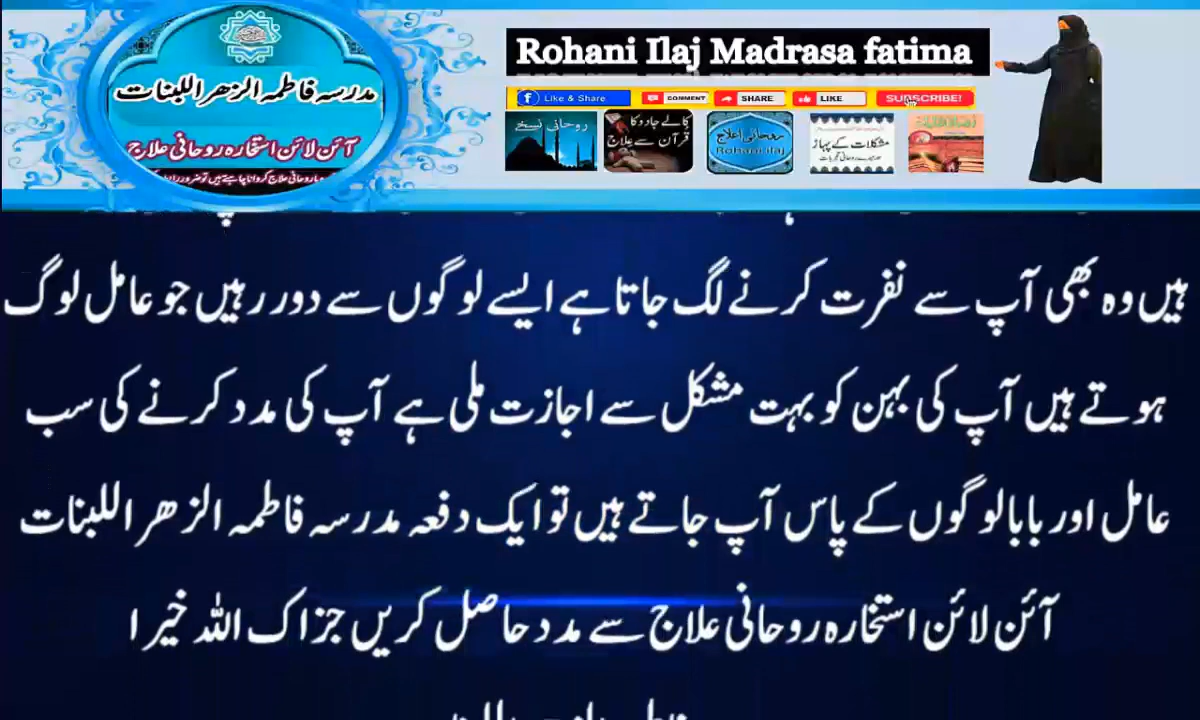 مدرسہ فاطمہ الزھرا اللبنات
آئن لائن استخارہ روحانی علاج
Rohani Ilaj Madrasa fatima
Like & Share
COMMENT
SHARE
LIKE
SUBSCRIBE!
روحانی نسخے
کالے جادو کا
قرآن سے علاج
روحانی علاج
Rohani ilaj
مشکلات کے پہاڑ
ہیں وہ بھی آپ سے نفرت کرنے لگ جاتا ہے ایسے لوگوں سے دور رہیں جو عامل لوگ
ہوتے ہیں آپ کی بہن کو بہت مشکل سے اجازت ملی ہے آپ کی مدد کرنے کی سب
عامل اور بابا لوگوں کے پاس آپ جاتے ہیں تو ایک دفعہ مدرسہ فاطمہ الزھرا اللبنات
آئن لائن استخارہ روحانی علاج سے مدد حاصل کریں جزاک اللہ خیرا